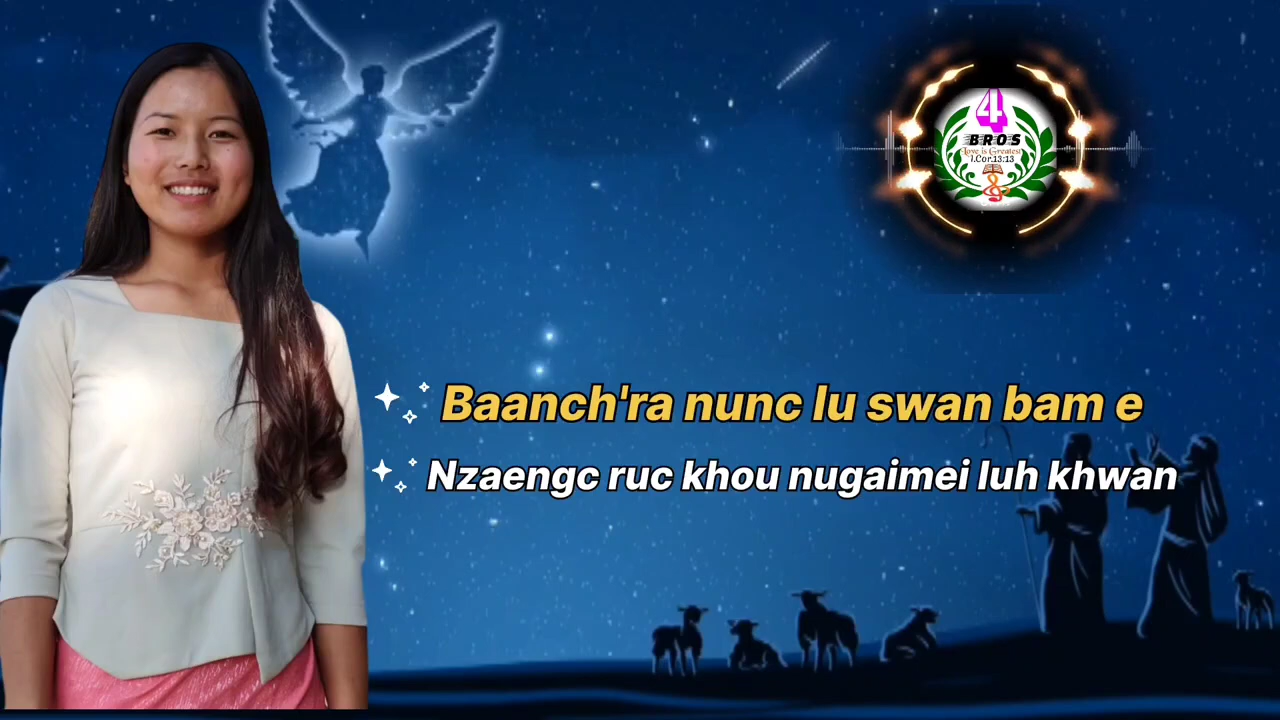 4
BROS
Love is Greatest
1.Cor.13:13
Baanch'ra nunc lu swan bam e
Nzaengc ruc khou nugaimei luh khwan